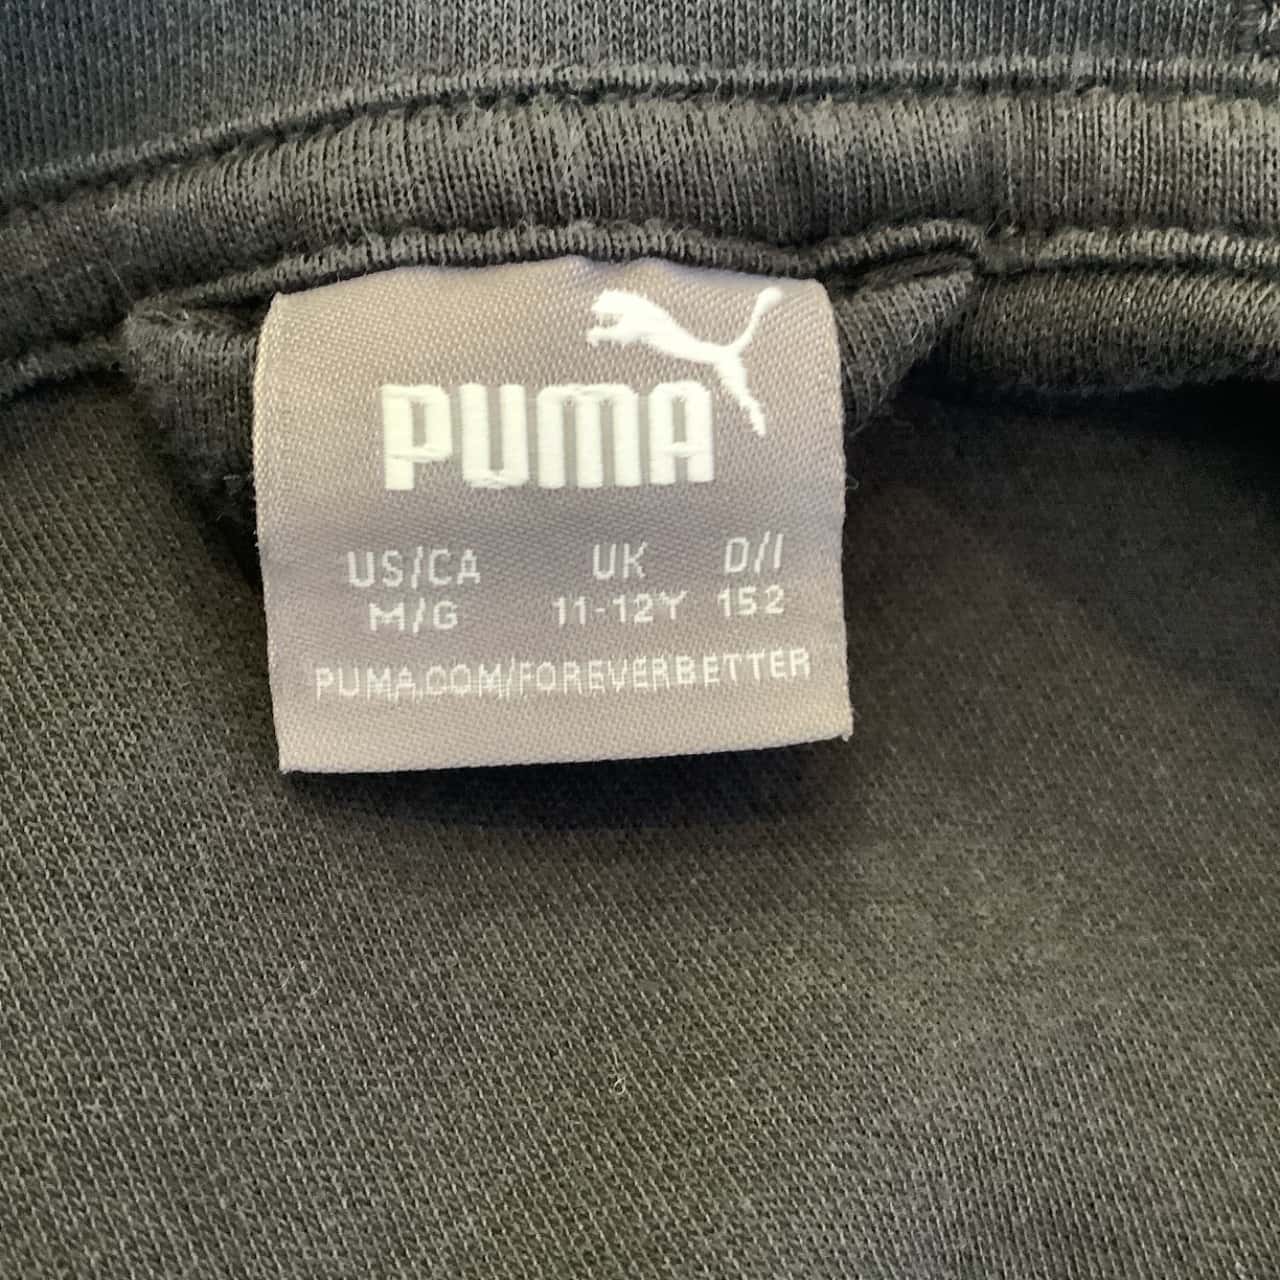 PUMA
US/CA UK D/I
M/G 11-12Y 152
PUMA.COM/FOREVERBETTER